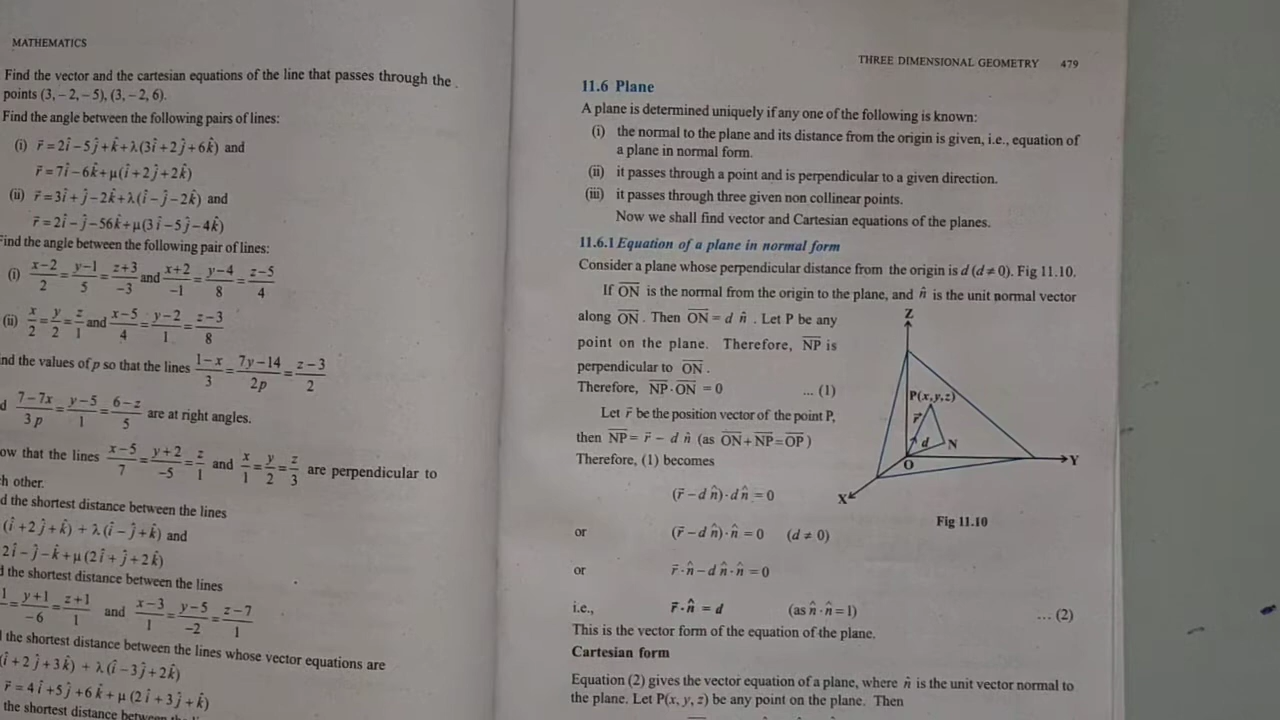 MATHEMATICS
Find the vector and the cartesian equations of the line that passes through the
points (3, – 2, – 5), (3, – 2, 6).
Find the angle between the following pairs of lines:
(i) r⃗ = 2î – 5ĵ + k̂ + λ(3î + 2ĵ + 6k̂) and
r⃗ = 7î – 6k̂ + μ(î + 2ĵ + 2k̂)
(ii) r⃗ = 3î + ĵ – 2k̂ + λ(î – ĵ – 2k̂) and
r⃗ = 2î – ĵ – 56k̂ + μ(3î – 5ĵ – 4k̂)
Find the angle between the following pair of lines:
(i) (x–2)/2 = (y–1)/5 = (z+3)/–3 and (x+2)/–1 = (y–4)/8 = (z–5)/4
(ii) x/2 = y/2 = z/1 and (x–5)/4 = (y–2)/1 = (z–3)/8
nd the values of p so that the lines (1–x)/3 = (7y–14)/2p = (z–3)/2
d (7–7x)/3p = (y–5)/1 = (6–z)/5 are at right angles.
ow that the lines (x–5)/7 = (y+2)/–5 = z/1 and x/1 = y/2 = z/3 are perpendicular to
h other.
d the shortest distance between the lines
(î + 2ĵ + k̂) + λ(î – ĵ + k̂) and
2î – ĵ – k̂ + μ(2î + ĵ + 2k̂)
d the shortest distance between the lines
1 = (y+1)/–6 = (z+1)/1 and (x–3)/1 = (y–5)/–2 = (z–7)/1
the shortest distance between the lines whose vector equations are
(î + 2ĵ + 3k̂) + λ(î – 3ĵ + 2k̂)
r⃗ = 4î + 5ĵ + 6k̂ + μ(2î + 3ĵ + k̂)
the shortest distance between the
THREE DIMENSIONAL GEOMETRY 479
11.6 Plane
A plane is determined uniquely if any one of the following is known:
(i) the normal to the plane and its distance from the origin is given, i.e., equation of
a plane in normal form.
(ii) it passes through a point and is perpendicular to a given direction.
(iii) it passes through three given non collinear points.
Now we shall find vector and Cartesian equations of the planes.
11.6.1 Equation of a plane in normal form
Consider a plane whose perpendicular distance from the origin is d (d ≠ 0). Fig 11.10.
If ON is the normal from the origin to the plane, and n̂ is the unit normal vector
along ON. Then ON = d n̂. Let P be any
point on the plane. Therefore, NP is
perpendicular to ON.
Therefore, NP · ON = 0 ... (1)
Let r⃗ be the position vector of the point P,
then NP = r⃗ – d n̂ (as ON + NP = OP)
Therefore, (1) becomes
(r⃗ – d n̂) · d n̂ = 0
or (r⃗ – d n̂) · n̂ = 0 (d ≠ 0)
or r⃗ · n̂ – d n̂ · n̂ = 0
i.e., r⃗ · n̂ = d (as n̂ · n̂ = 1) ... (2)
This is the vector form of the equation of the plane.
Cartesian form
Equation (2) gives the vector equation of a plane, where n̂ is the unit vector normal to
the plane. Let P(x, y, z) be any point on the plane. Then
Z
P(x,y,z)
r⃗
d N
O
Y
X
Fig 11.10